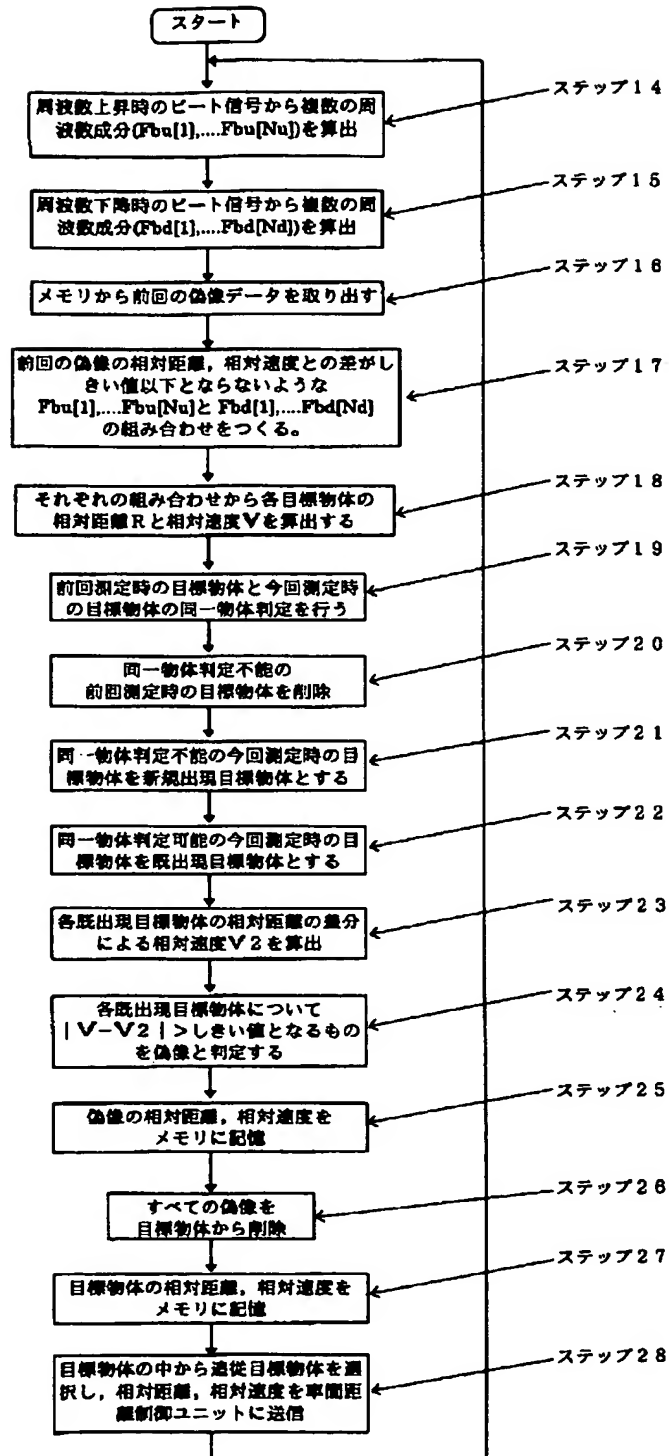 スタート
ステップ14
周波数上昇時のビート信号から複数の周
波数成分(Fbu[1],....Fbu[Nu])を算出
ステップ15
周波数下降時のビート信号から複数の周
波数成分(Fbd[1],....Fbd[Nd])を算出
ステップ16
メモリから前回の偽像データを取り出す
ステップ17
前回の偽像の相対距離，相対速度との差がし
きい値以下とならないような
Fbu[1],....Fbu[Nu]とFbd[1],....Fbd[Nd]
の組み合わせをつくる。
ステップ18
それぞれの組み合わせから各目標物体の
相対距離Rと相対速度Vを算出する
ステップ19
前回測定時の目標物体と今回測定時
の目標物体の同一物体判定を行う
ステップ20
同一物体判定不能の
前回測定時の目標物体を削除
ステップ21
同一物体判定不能の今回測定時の目
標物体を新規出現目標物体とする
ステップ22
同一物体判定可能の今回測定時の目
標物体を既出現目標物体とする
ステップ23
各既出現目標物体の相対距離の差分
による相対速度V2を算出
ステップ24
各既出現目標物体について
|V-V2|>しきい値となるもの
を偽像と判定する
ステップ25
偽像の相対距離，相対速度を
メモリに記憶
ステップ26
すべての偽像を
目標物体から削除
ステップ27
目標物体の相対距離，相対速度を
メモリに記憶
ステップ28
目標物体の中から追従目標物体を選
択し，相対距離，相対速度を車間距
離制御ユニットに送信